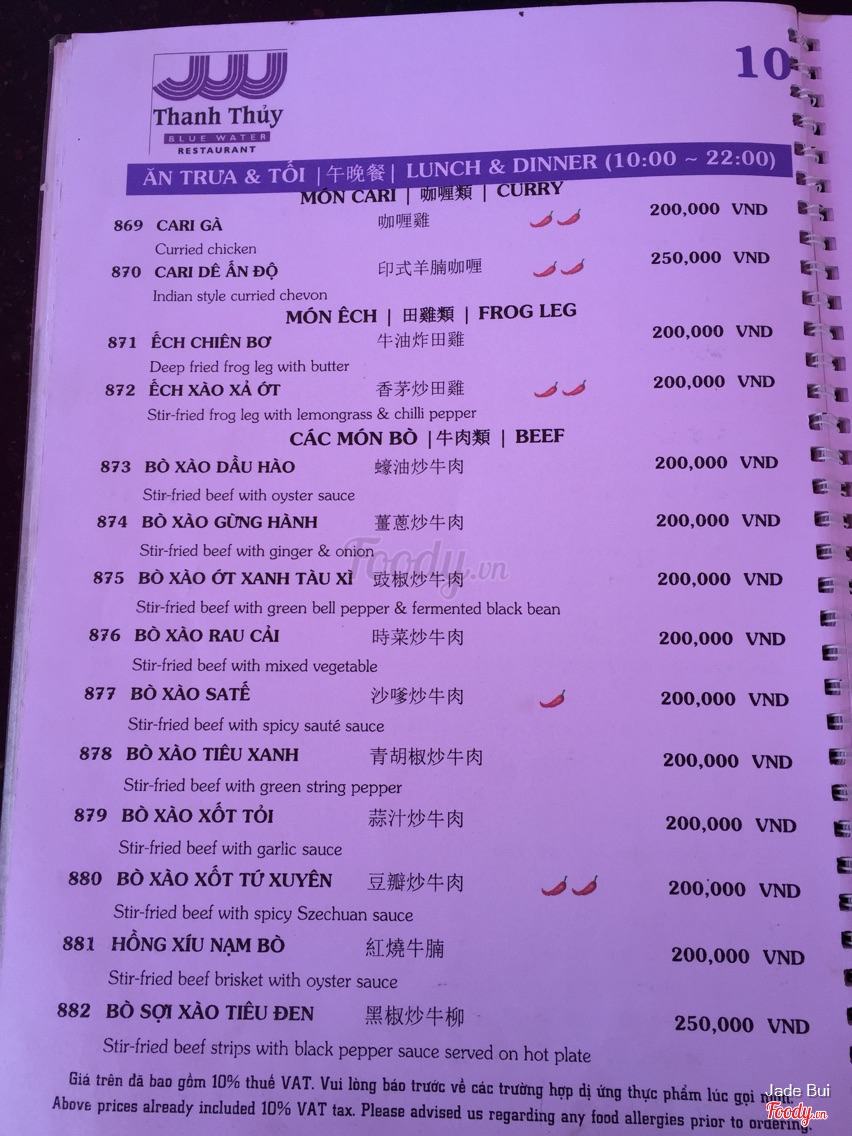 10
Thanh Thủy
BLUE WATER
RESTAURANT
ĂN TRƯA & TỐI | 午晚餐 | LUNCH & DINNER (10:00 ~ 22:00)
MÓN CARI | 咖喱類 | CURRY
869 CARI GÀ 咖喱雞 200,000 VND
Curried chicken
870 CARI DÊ ẤN ĐỘ 印式羊腩咖喱 250,000 VND
Indian style curried chevon
MÓN ÊCH | 田雞類 | FROG LEG
871 ẾCH CHIÊN BƠ 牛油炸田雞 200,000 VND
Deep fried frog leg with butter
872 ẾCH XÀO XẢ ỚT 香茅炒田雞 200,000 VND
Stir-fried frog leg with lemongrass & chilli pepper
CÁC MÓN BÒ | 牛肉類 | BEEF
873 BÒ XÀO DẦU HÀO 蠔油炒牛肉 200,000 VND
Stir-fried beef with oyster sauce
874 BÒ XÀO GỪNG HÀNH 薑蔥炒牛肉 200,000 VND
Stir-fried beef with ginger & onion
Foody.vn
875 BÒ XÀO ỚT XANH TÀU XÌ 豉椒炒牛肉 200,000 VND
Stir-fried beef with green bell pepper & fermented black bean
876 BÒ XÀO RAU CẢI 時菜炒牛肉 200,000 VND
Stir-fried beef with mixed vegetable
877 BÒ XÀO SATẾ 沙嗲炒牛肉 200,000 VND
Stir-fried beef with spicy sauté sauce
878 BÒ XÀO TIÊU XANH 青胡椒炒牛肉 200,000 VND
Stir-fried beef with green string pepper
879 BÒ XÀO XỐT TỎI 蒜汁炒牛肉 200,000 VND
Stir-fried beef with garlic sauce
880 BÒ XÀO XỐT TỨ XUYÊN 豆瓣炒牛肉 200,000 VND
Stir-fried beef with spicy Szechuan sauce
881 HỒNG XÍU NẠM BÒ 紅燒牛腩 200,000 VND
Stir-fried beef brisket with oyster sauce
882 BÒ SỢI XÀO TIÊU ĐEN 黑椒炒牛柳 250,000 VND
Stir-fried beef strips with black pepper sauce served on hot plate
Giá trên đã bao gồm 10% thuế VAT. Vui lòng báo trước về các trường hợp dị ứng thực phẩm lúc gọi món.
Above prices already included 10% VAT tax. Please advised us regarding any food allergies prior to ordering.
Jade Bui
Foody.vn